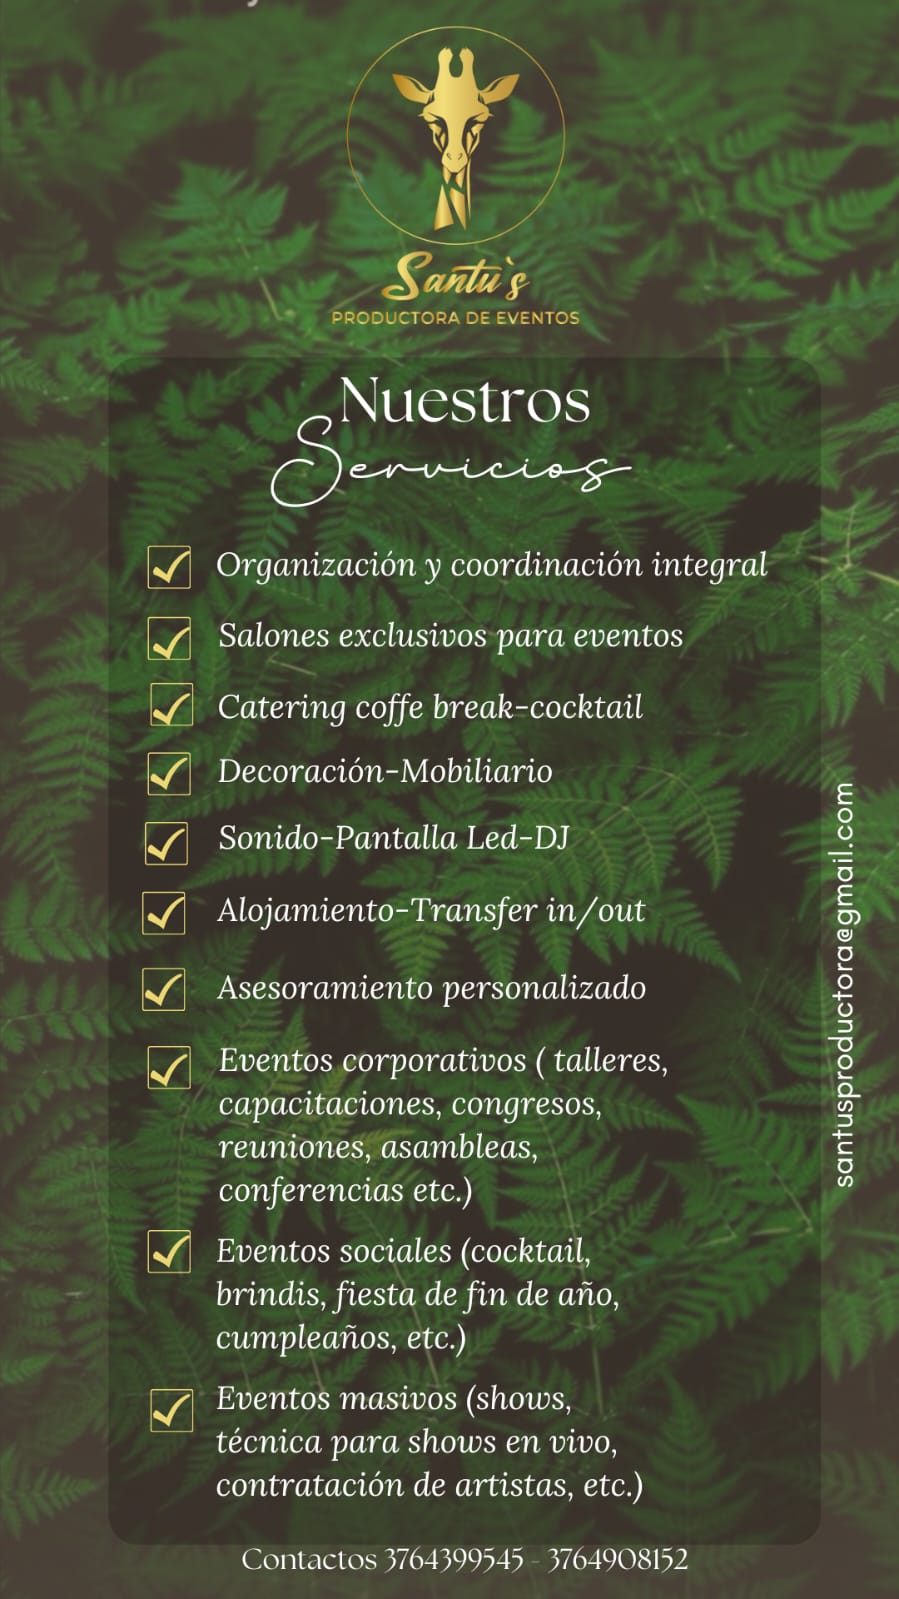 Santu`s
PRODUCTORA DE EVENTOS
Nuestros
Servicios
Organización y coordinación integral
Salones exclusivos para eventos
Catering coffe break-cocktail
Decoración-Mobiliario
Sonido-Pantalla Led-DJ
Alojamiento-Transfer in/out
Asesoramiento personalizado
Eventos corporativos ( talleres,
capacitaciones, congresos,
reuniones, asambleas,
conferencias etc.)
Eventos sociales (cocktail,
brindis, fiesta de fin de año,
cumpleaños, etc.)
Eventos masivos (shows,
técnica para shows en vivo,
contratación de artistas, etc.)
santusproductora@gmail.com
Contactos 3764399545 - 3764908152